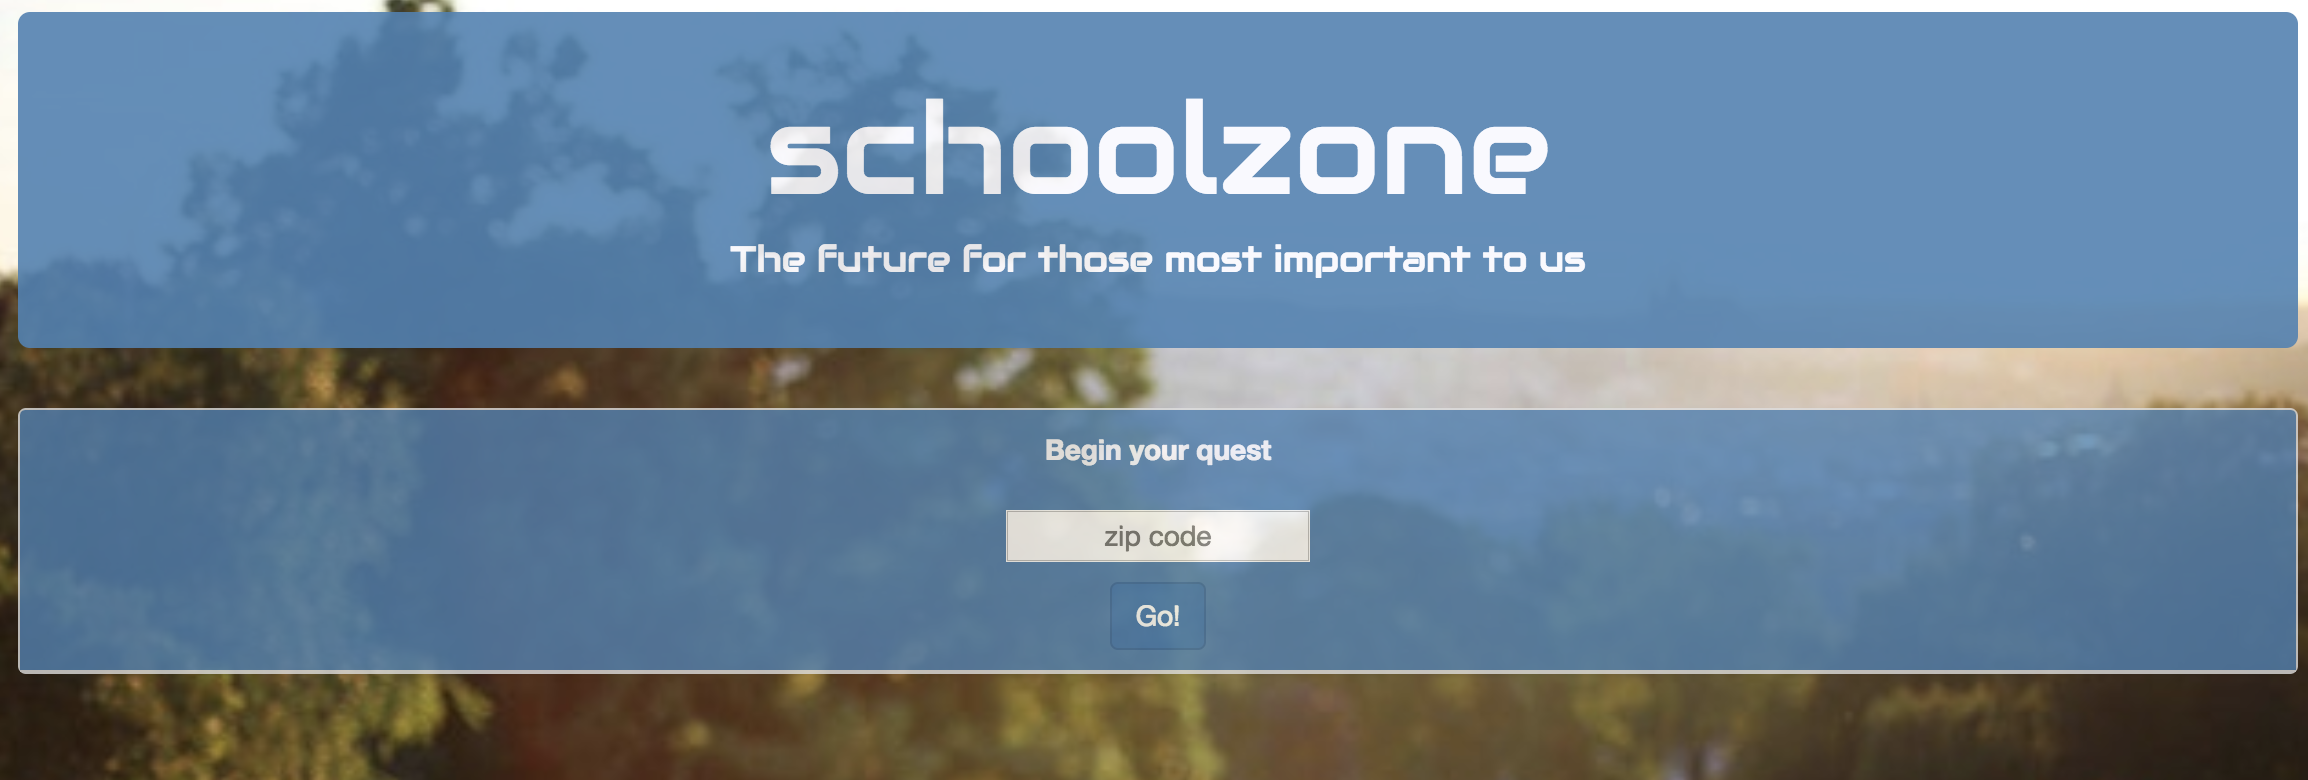 schoolzone
The future for those most important to us
Begin your quest
zip code
Go!